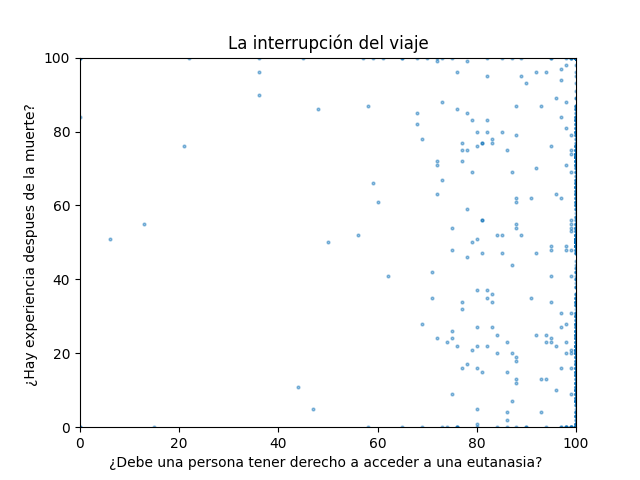 La interrupción del viaje
¿Hay experiencia despues de la muerte?
100
80
60
40
20
0
0 20 40 60 80 100
¿Debe una persona tener derecho a acceder a una eutanasia?